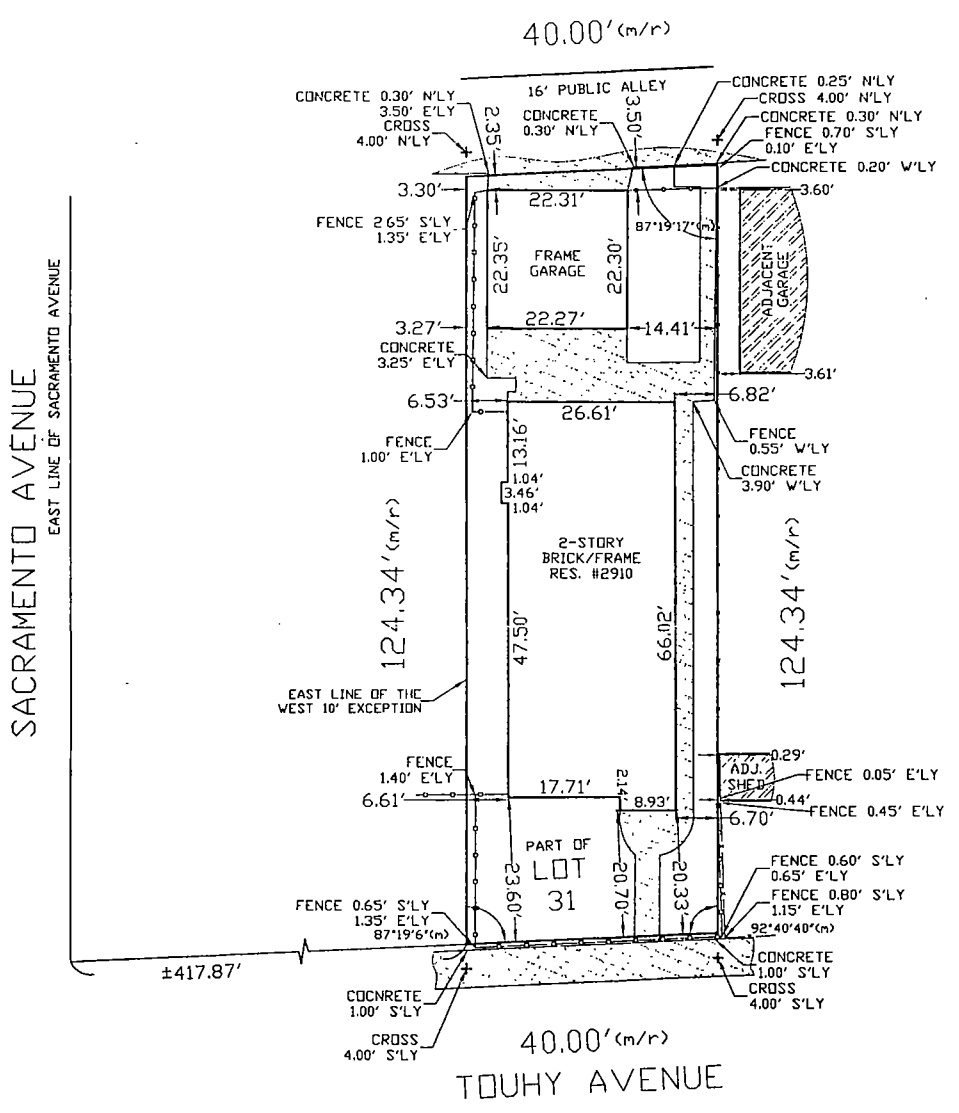 40.00'(m/r)
16' PUBLIC ALLEY
CONCRETE 0.30' N'LY
3.50' E'LY
CROSS
4.00' N'LY
2.35'
CONCRETE
0.30' N'LY
3.50'
CONCRETE 0.25' N'LY
CROSS 4.00' N'LY
CONCRETE 0.30' N'LY
FENCE 0.70' S'LY
0.10' E'LY
CONCRETE 0.20' W'LY
3.30'
22.31'
3.60'
FENCE 2.65' S'LY
1.35' E'LY
87°19'17"(m)
22.35'
FRAME
GARAGE
22.30'
ADJACENT
GARAGE
3.27'
22.27'
14.41'
CONCRETE
3.25' E'LY
3.61'
6.53'
26.61'
6.82'
FENCE
1.00' E'LY
13.16'
FENCE
0.55' W'LY
CONCRETE
3.90' W'LY
1.04'
3.46'
1.04'
2-STORY
BRICK/FRAME
RES. #2910
SACRAMENTO AVENUE
EAST LINE OF SACRAMENTO AVENUE
124.34'(m/r)
47.50'
66.02'
124.34'(m/r)
EAST LINE OF THE
WEST 10' EXCEPTION
FENCE
1.40' E'LY
0.29'
ADJ.
SHED
FENCE 0.05' E'LY
6.61'
17.71'
2.14'
8.93'
0.44'
FENCE 0.45' E'LY
6.70'
PART OF
LOT
31
23.60'
20.70'
20.33'
FENCE 0.60' S'LY
0.65' E'LY
FENCE 0.80' S'LY
1.15' E'LY
FENCE 0.65' S'LY
1.35' E'LY
87°19'6"(m)
92°40'40"(m)
±417.87'
CONCRETE
1.00' S'LY
CROSS
4.00' S'LY
COCNRETE
1.00' S'LY
CROSS
4.00' S'LY
40.00'(m/r)
TOUHY AVENUE